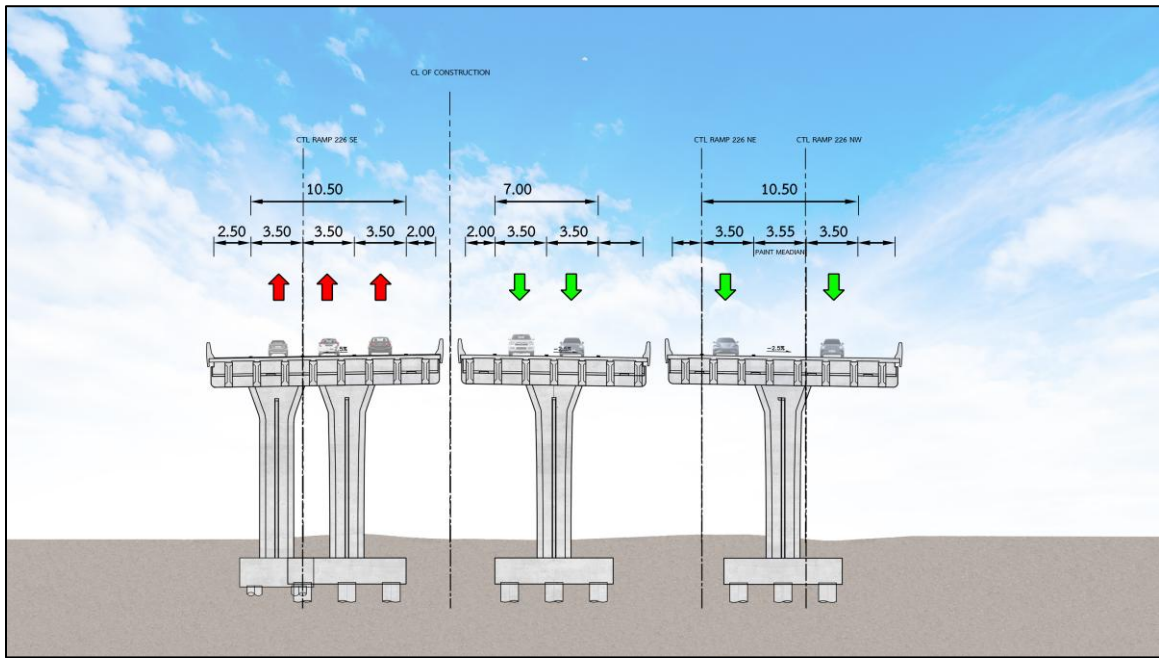 CL OF CONSTRUCTION
CTL RAMP 226 SE
CTL RAMP 226 NE
CTL RAMP 226 NW
10.50
7.00
10.50
2.50 3.50 3.50 3.50 2.00
2.00 3.50 3.50
3.50 3.55 3.50
PAINT MEADIAN
-2.5%